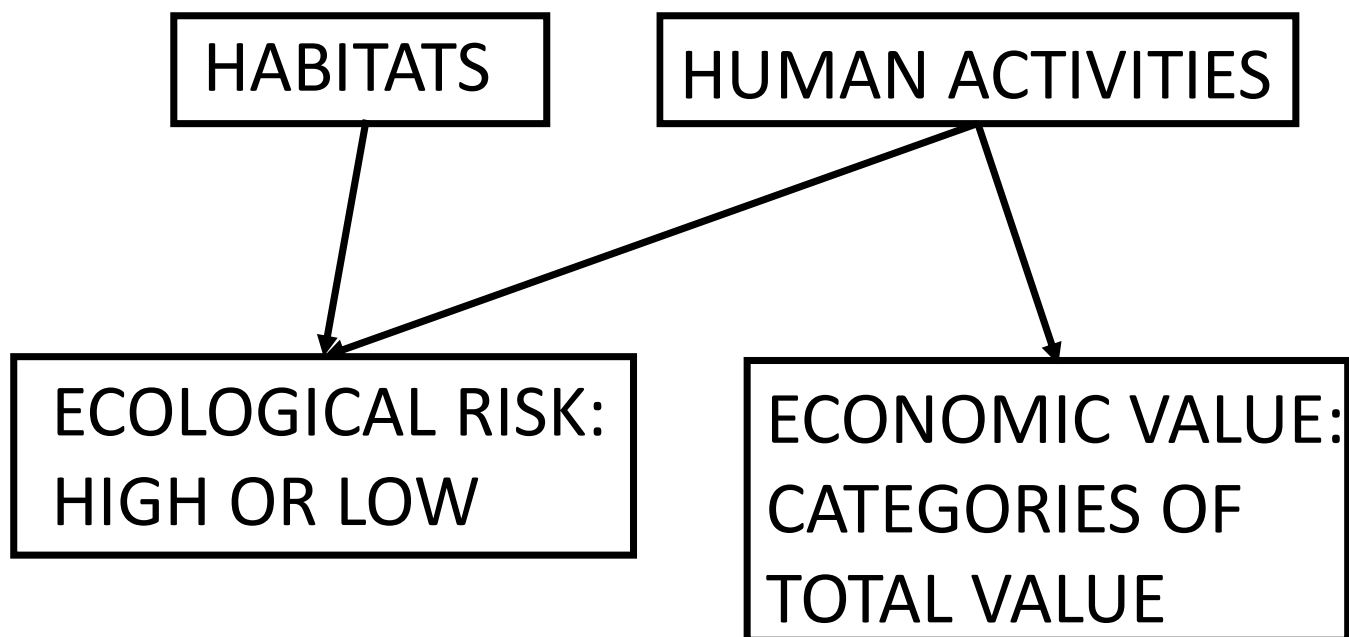 HABITATS
HUMAN ACTIVITIES
ECOLOGICAL RISK:
HIGH OR LOW
ECONOMIC VALUE:
CATEGORIES OF
TOTAL VALUE